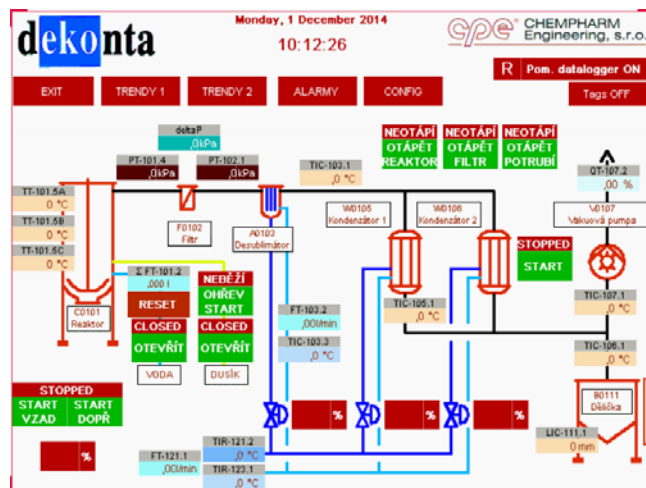 dekonta
Monday, 1 December 2014
10:12:26
cpe
CHEMPHARM
Engineering, s.r.o.
R Pom. datalogger ON
EXIT
TRENDY 1
TRENDY 2
ALARMY
CONFIG
Tags OFF
deltaP
,0kPa
PT-101.4
,0kPa
PT-102.1
,0kPa
TIC-103.1
,0 °C
NEOTÁPÍ
OTÁPĚT
REAKTOR
NEOTÁPÍ
OTÁPĚT
FILTR
NEOTÁPÍ
OTÁPĚT
POTRUBÍ
QT-107.2
,00 %
TT-101.5A
0 °C
TT-101.5B
0 °C
TT-101.5C
0 °C
F0102
Filtr
A0103
Desublimátor
W0105
Kondenzátor 1
W0106
Kondenzátor 2
V0107
Vakuová pumpa
STOPPED
START
Σ FT-101.2
,000 l
RESET
NEBĚŽÍ
OHŘEV
START
C0101
Reaktor
CLOSED
OTEVŘÍT
CLOSED
OTEVŘÍT
VODA
DUSÍK
FT-103.2
,00l/min
TIC-103.3
,0 °C
TIC-105.1
,0 °C
TIC-107.1
,0 °C
TIC-106.1
,0 °C
B0111
Dělička
LIC-111.1
0 mm
STOPPED
START
VZAD
START
DOPŘ
%
%
%
%
FT-121.1
,00l/min
TIR-121.2
,0 °C
TIR-123.1
,0 °C